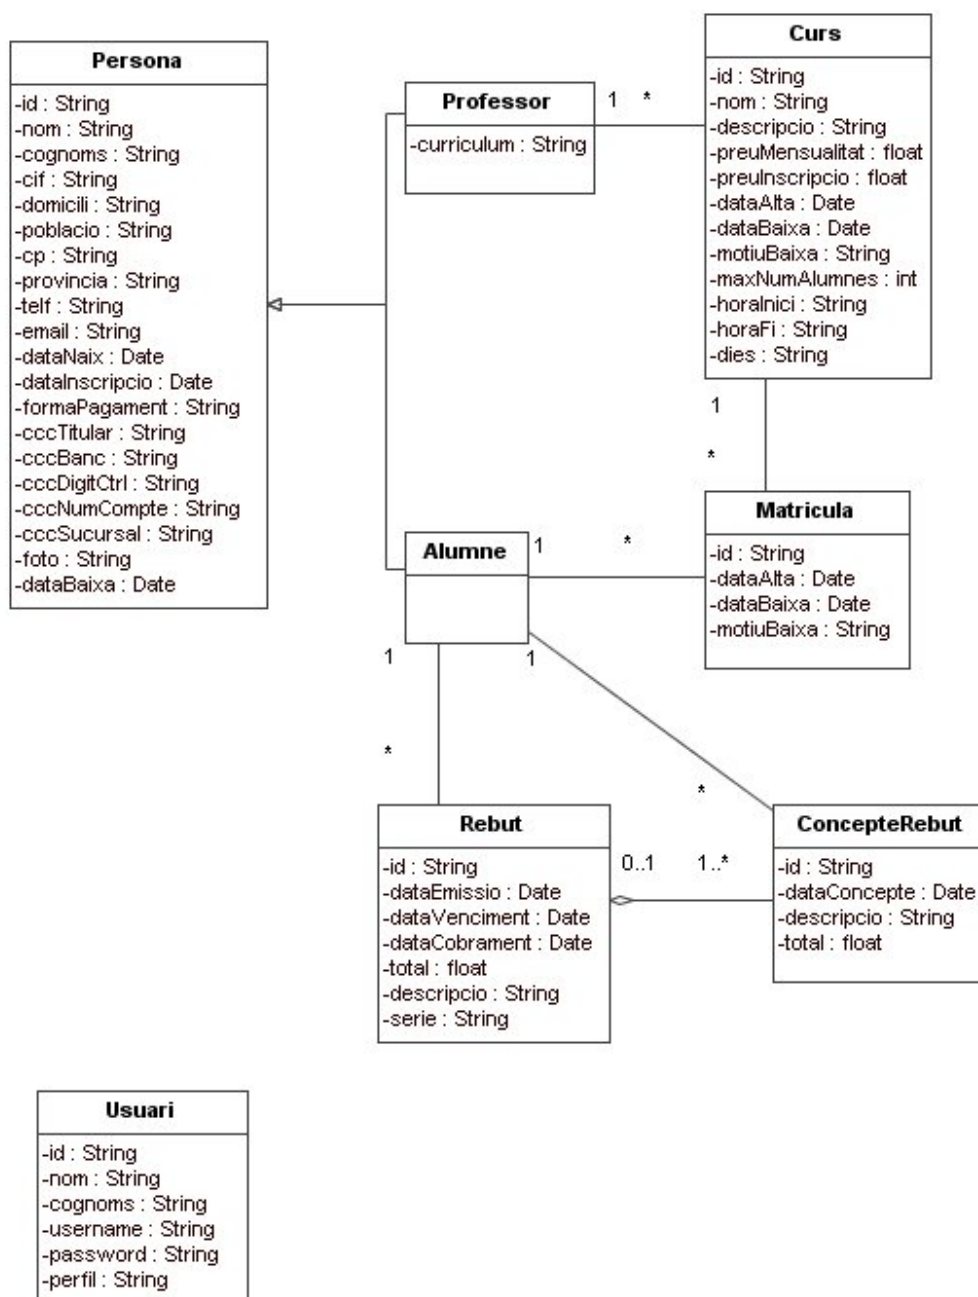 Persona
-id : String
-nom : String
-cognoms : String
-cif : String
-domicili : String
-poblacio : String
-cp : String
-provincia : String
-telf : String
-email : String
-dataNaix : Date
-dataInscripcio : Date
-formaPagament : String
-cccTitular : String
-cccBanc : String
-cccDigitCtrl : String
-cccNumCompte : String
-cccSucursal : String
-foto : String
-dataBaixa : Date
Professor
-curriculum : String
1 *
Curs
-id : String
-nom : String
-descripcio : String
-preuMensualitat : float
-preuInscripcio : float
-dataAlta : Date
-dataBaixa : Date
-motiuBaixa : String
-maxNumAlumnes : int
-horaInici : String
-horaFi : String
-dies : String
1
*
Matricula
-id : String
-dataAlta : Date
-dataBaixa : Date
-motiuBaixa : String
Alumne
1 *
1
1
*
*
Rebut
-id : String
-dataEmissio : Date
-dataVenciment : Date
-dataCobrament : Date
-total : float
-descripcio : String
-serie : String
0..1 1..*
ConcepteRebut
-id : String
-dataConcepte : Date
-descripcio : String
-total : float
Usuari
-id : String
-nom : String
-cognoms : String
-username : String
-password : String
-perfil : String